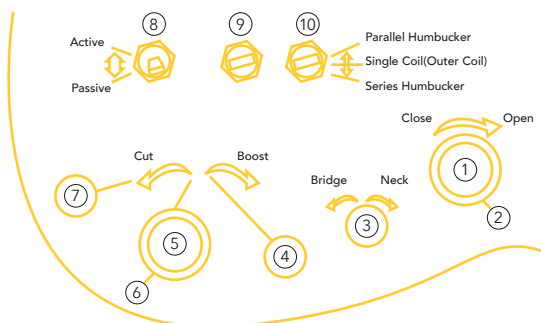 8
9
10
Active
Passive
Parallel Humbucker
Single Coil(Outer Coil)
Series Humbucker
Close
Open
1
2
Cut
Boost
Bridge
Neck
7
3
5
4
6